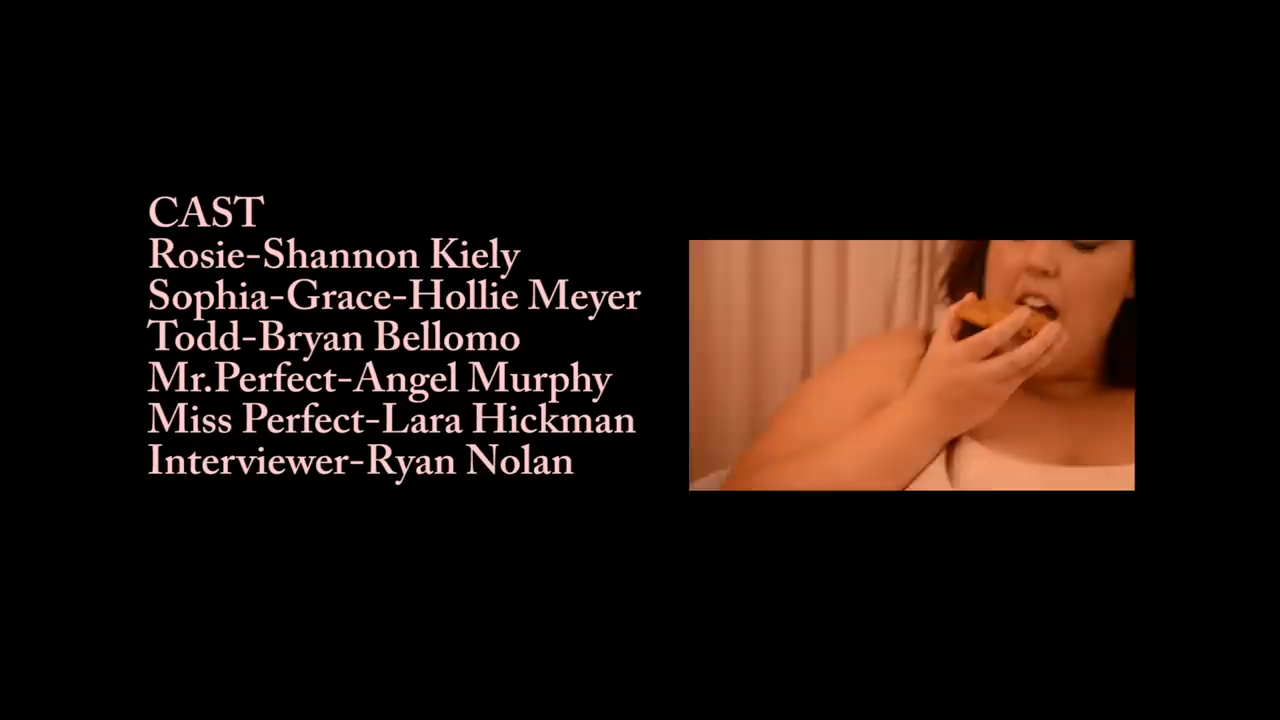 CAST
Rosie-Shannon Kiely
Sophia-Grace-Hollie Meyer
Todd-Bryan Bellomo
Mr.Perfect-Angel Murphy
Miss Perfect-Lara Hickman
Interviewer-Ryan Nolan